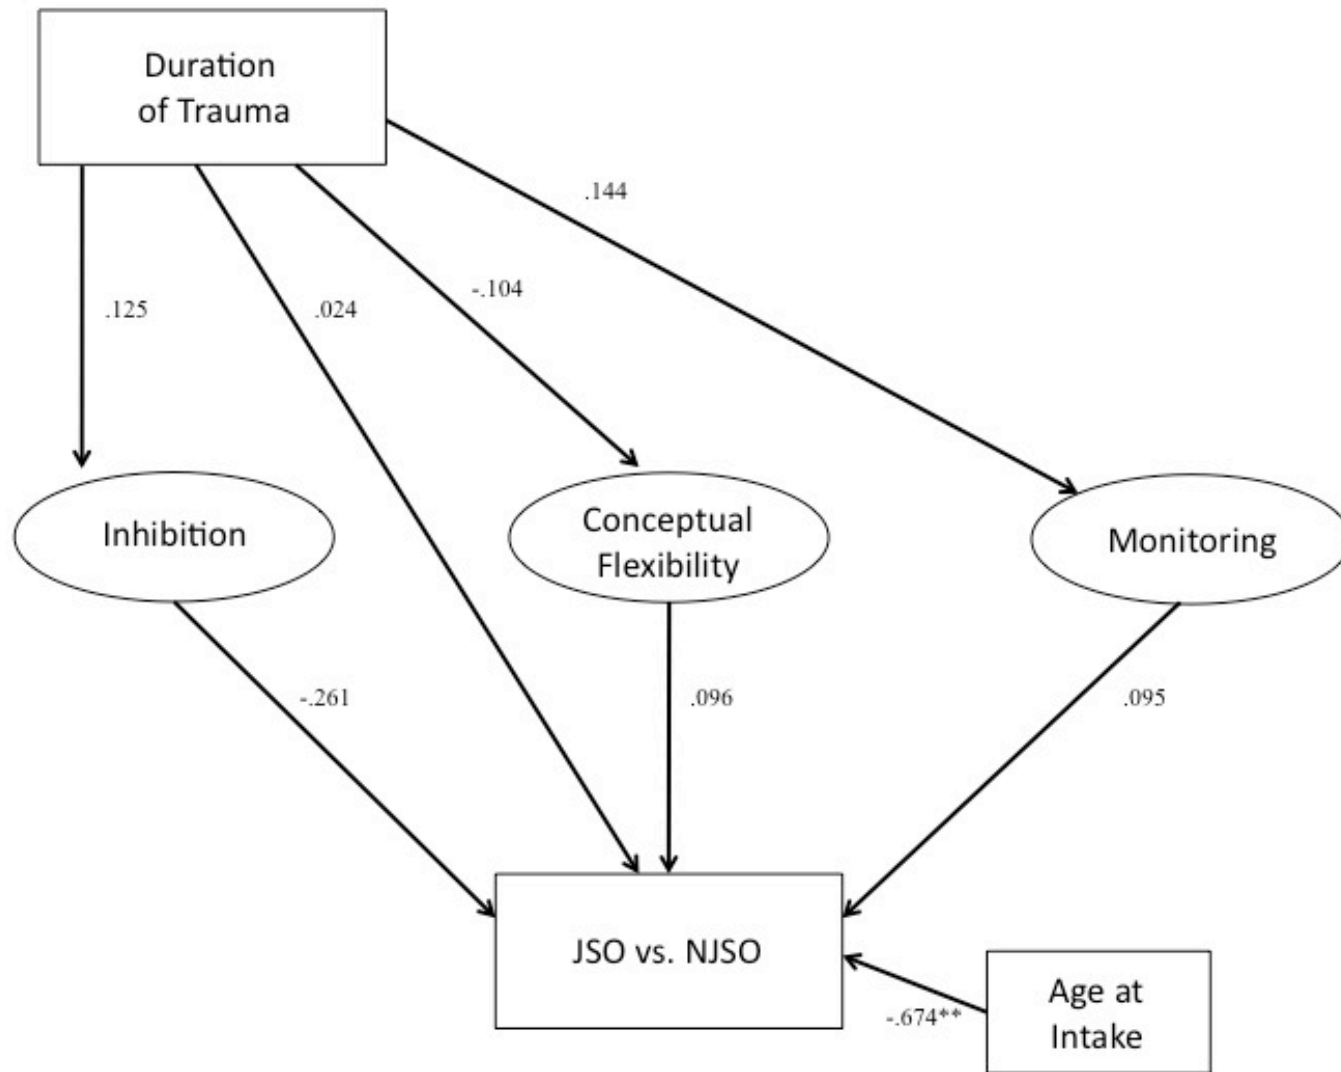 Duration
of Trauma
.144
-.104
.125
.024
Inhibition
Conceptual
Flexibility
Monitoring
-.261
.096
.095
JSO vs. NJSO
Age at
Intake
-.674**